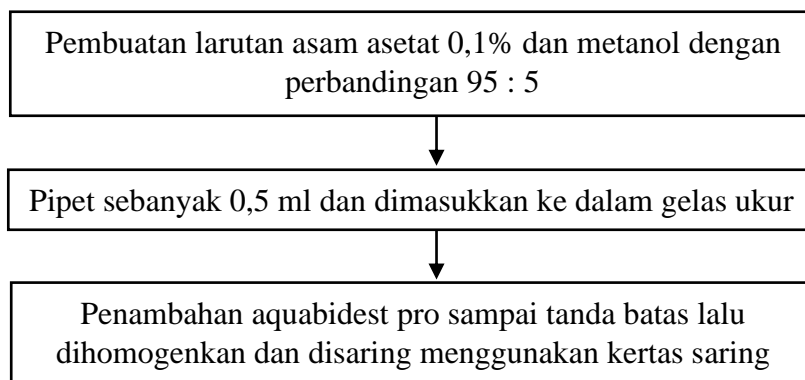 Pembuatan larutan asam asetat 0,1% dan metanol dengan
perbandingan 95 : 5
Pipet sebanyak 0,5 ml dan dimasukkan ke dalam gelas ukur
Penambahan aquabidest pro sampai tanda batas lalu
dihomogenkan dan disaring menggunakan kertas saring